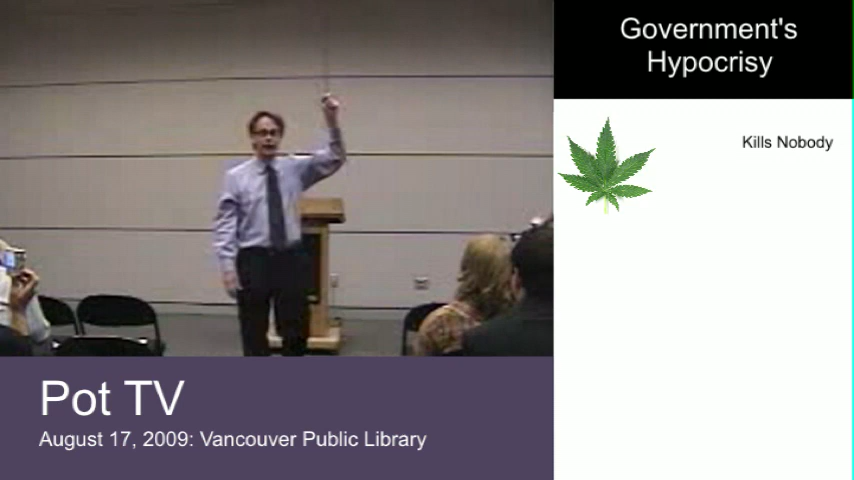 Government's
Hypocrisy
Kills Nobody
Pot TV
August 17, 2009: Vancouver Public Library